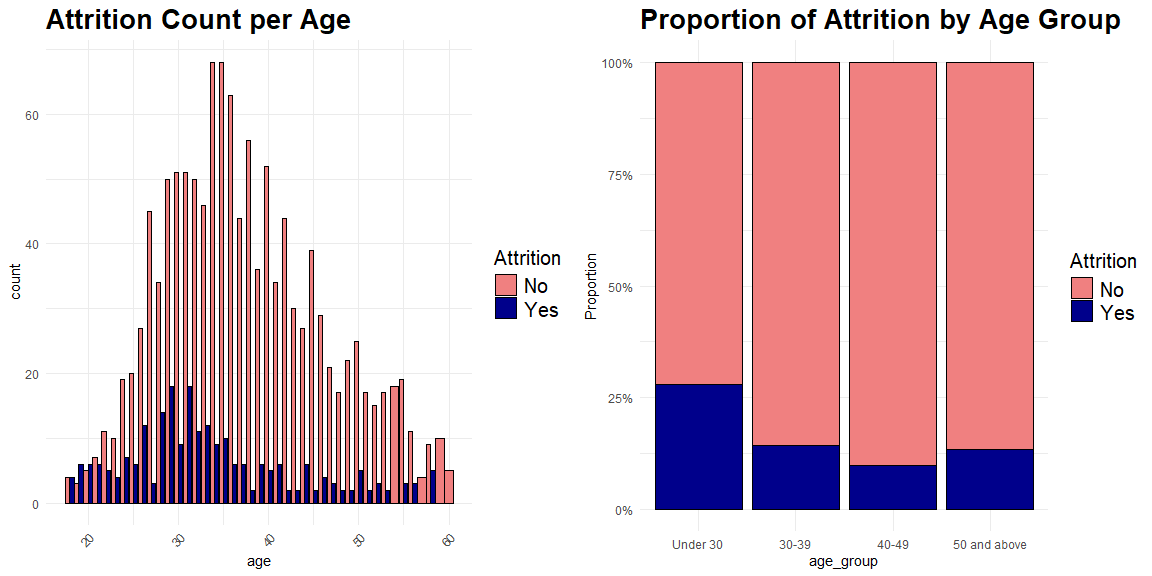 Attrition Count per Age
60
40
20
0
count
20
30
40
50
60
age
Attrition
No
Yes
Proportion of Attrition by Age Group
100%
75%
50%
25%
0%
Proportion
Under 30
30-39
40-49
50 and above
age_group
Attrition
No
Yes